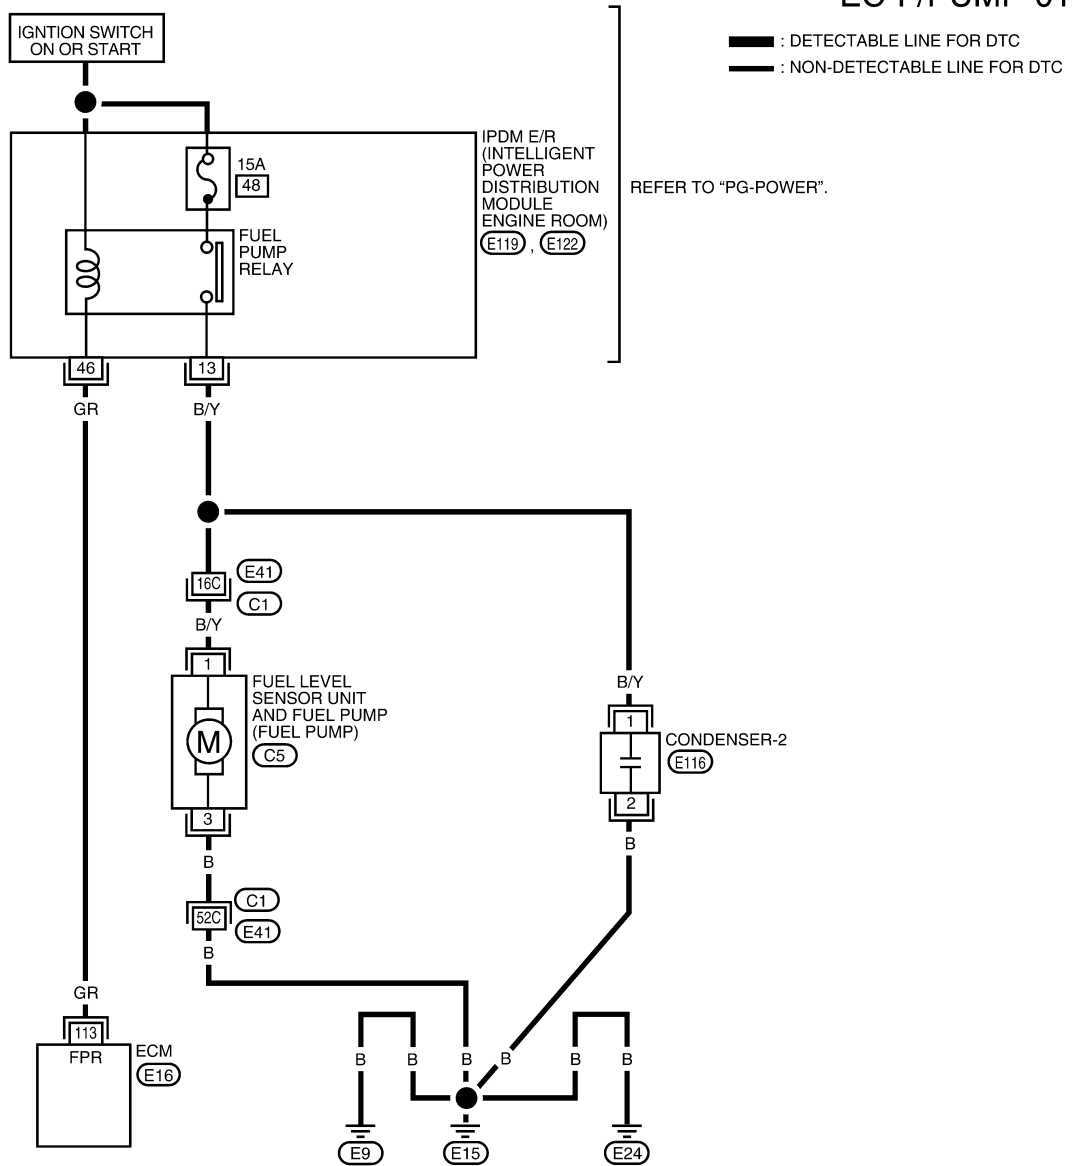 IGNTION SWITCH
ON OR START
: DETECTABLE LINE FOR DTC
: NON-DETECTABLE LINE FOR DTC
IPDM E/R
(INTELLIGENT
POWER
DISTRIBUTION
MODULE
ENGINE ROOM)
E119 , E122
REFER TO “PG-POWER”.
15A
48
FUEL
PUMP
RELAY
46
13
GR
B/Y
16C
E41
C1
B/Y
1
FUEL LEVEL
SENSOR UNIT
AND FUEL PUMP
(FUEL PUMP)
C5
M
3
B
B/Y
1
CONDENSER-2
E116
2
B
52C
C1
E41
B
GR
113
FPR
ECM
E16
B
B
B
B
B
B
E9
E15
E24